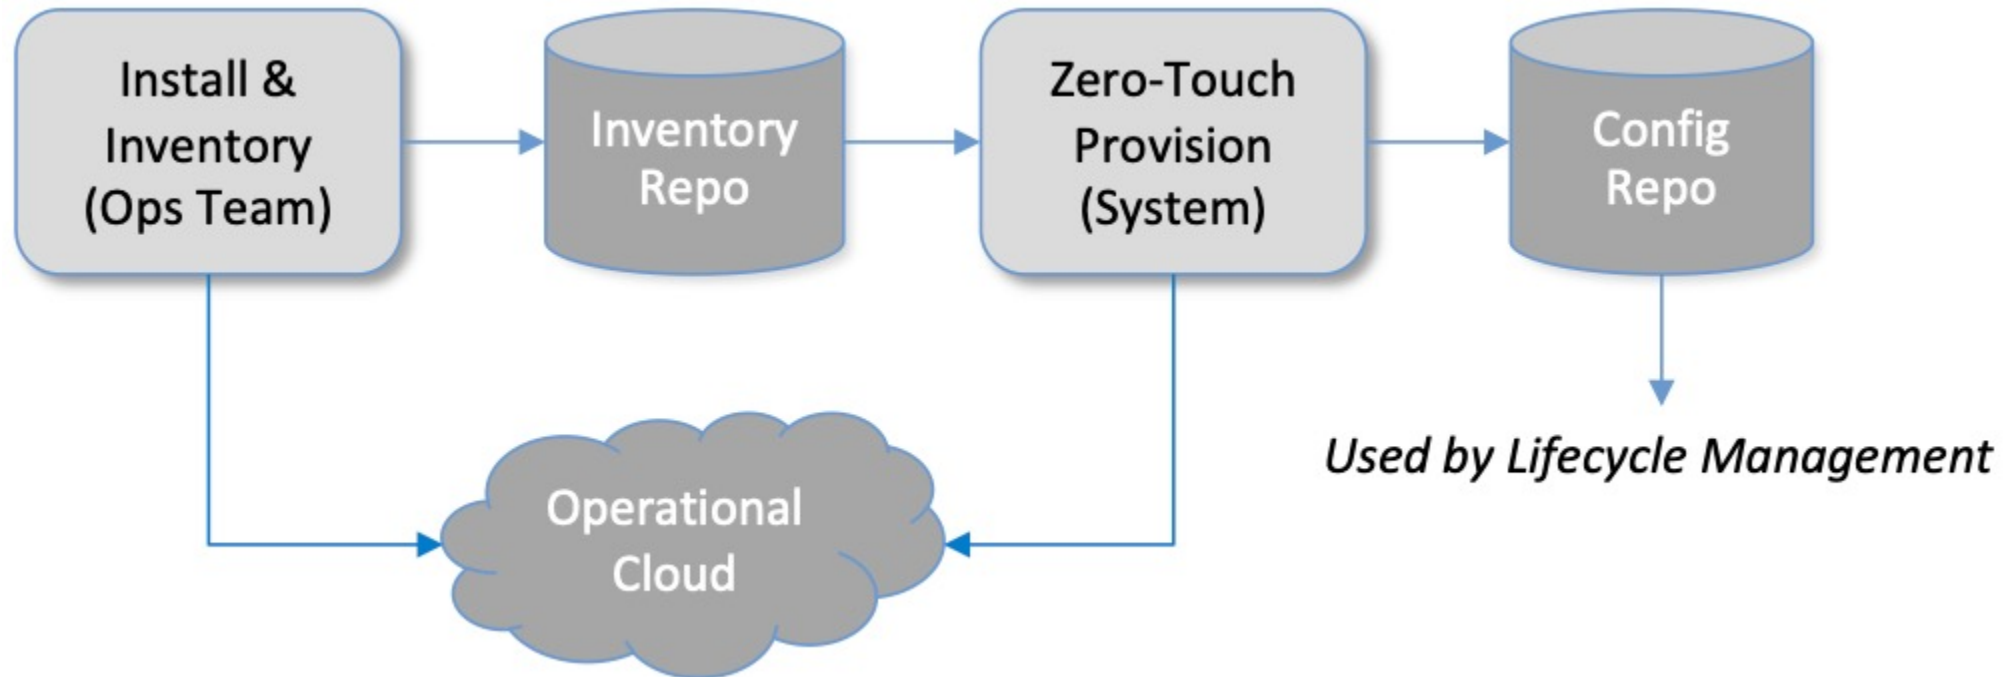 Install &
Inventory
(Ops Team)
Inventory
Repo
Zero-Touch
Provision
(System)
Config
Repo
Operational
Cloud
Used by Lifecycle Management